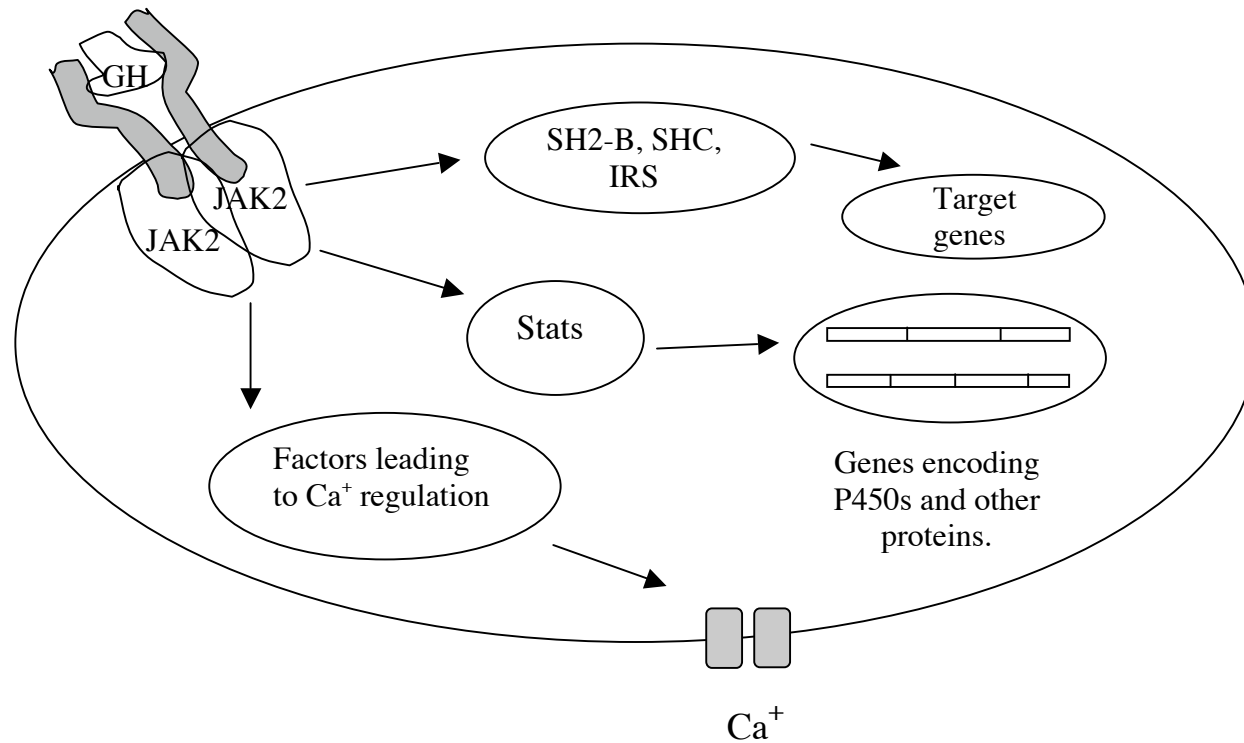 GH
SH2-B, SHC,
IRS
JAK2
JAK2
Target
genes
Stats
Factors leading
to Ca⁺ regulation
Genes encoding
P450s and other
proteins.
Ca⁺